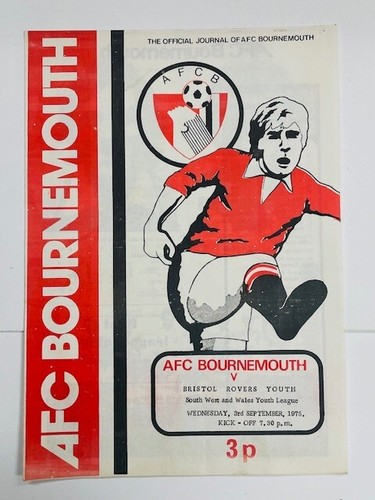 THE OFFICIAL JOURNAL OF AFC BOURNEMOUTH
AFC BOURNEMOUTH
AFCB
AFC BOURNEMOUTH
V
BRISTOL ROVERS YOUTH
South West and Wales Youth League
WEDNESDAY, 3rd SEPTEMBER, 1975,
KICK - OFF 7.30 p.m.
3p